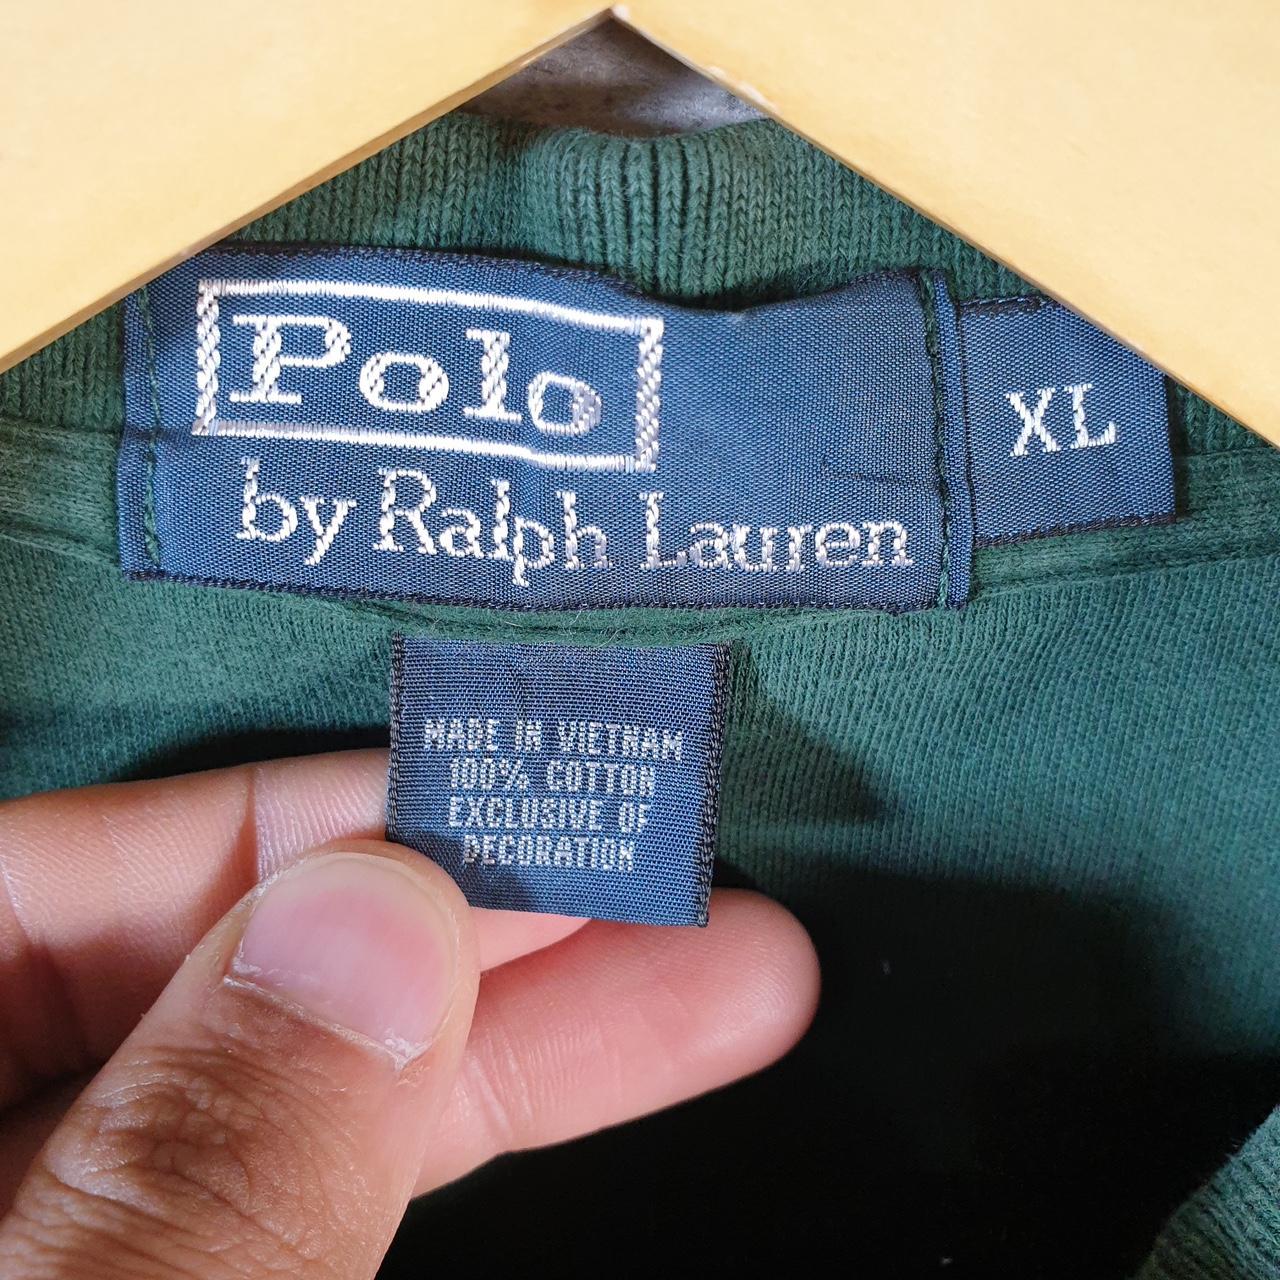 Polo
by Ralph Lauren
XL
MADE IN VIETNAM
100% COTTON
EXCLUSIVE OF
DECORATION